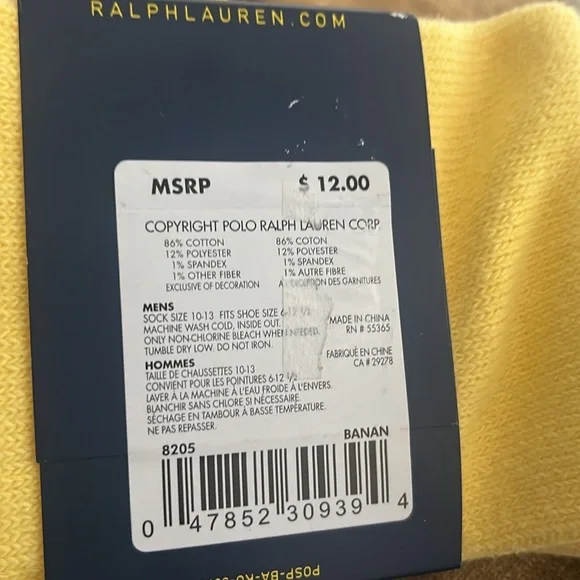 RALPHLAUREN.COM
MSRP $ 12.00
COPYRIGHT POLO RALPH LAUREN CORP.
86% COTTON 86% COTON
12% POLYESTER 12% POLYESTER
1% SPANDEX 1% SPANDEX
1% OTHER FIBER 1% AUTRE FIBRE
EXCLUSIVE OF DECORATION A DES GARNITURES
MENS
SOCK SIZE 10-13 FITS SHOE SIZE 6-12 1/2
MACHINE WASH COLD, INSIDE OUT. MADE IN CHINA
ONLY NON-CHLORINE BLEACH WHEN NEEDED. RN # 55365
TUMBLE DRY LOW. DO NOT IRON.
HOMMES FABRIQUÉ EN CHINE
TAILLE DE CHAUSSETTES 10-13 CA # 29278
CONVIENT POUR LES POINTURES 6-12 1/2
LAVER À LA MACHINE À L'EAU FROIDE À L'ENVERS.
BLANCHIR SANS CHLORE SI NÉCESSAIRE.
SÉCHAGE EN TAMBOUR À BASSE TEMPÉRATURE.
NE PAS REPASSER.
8205 BANAN
0 47852 30939 4